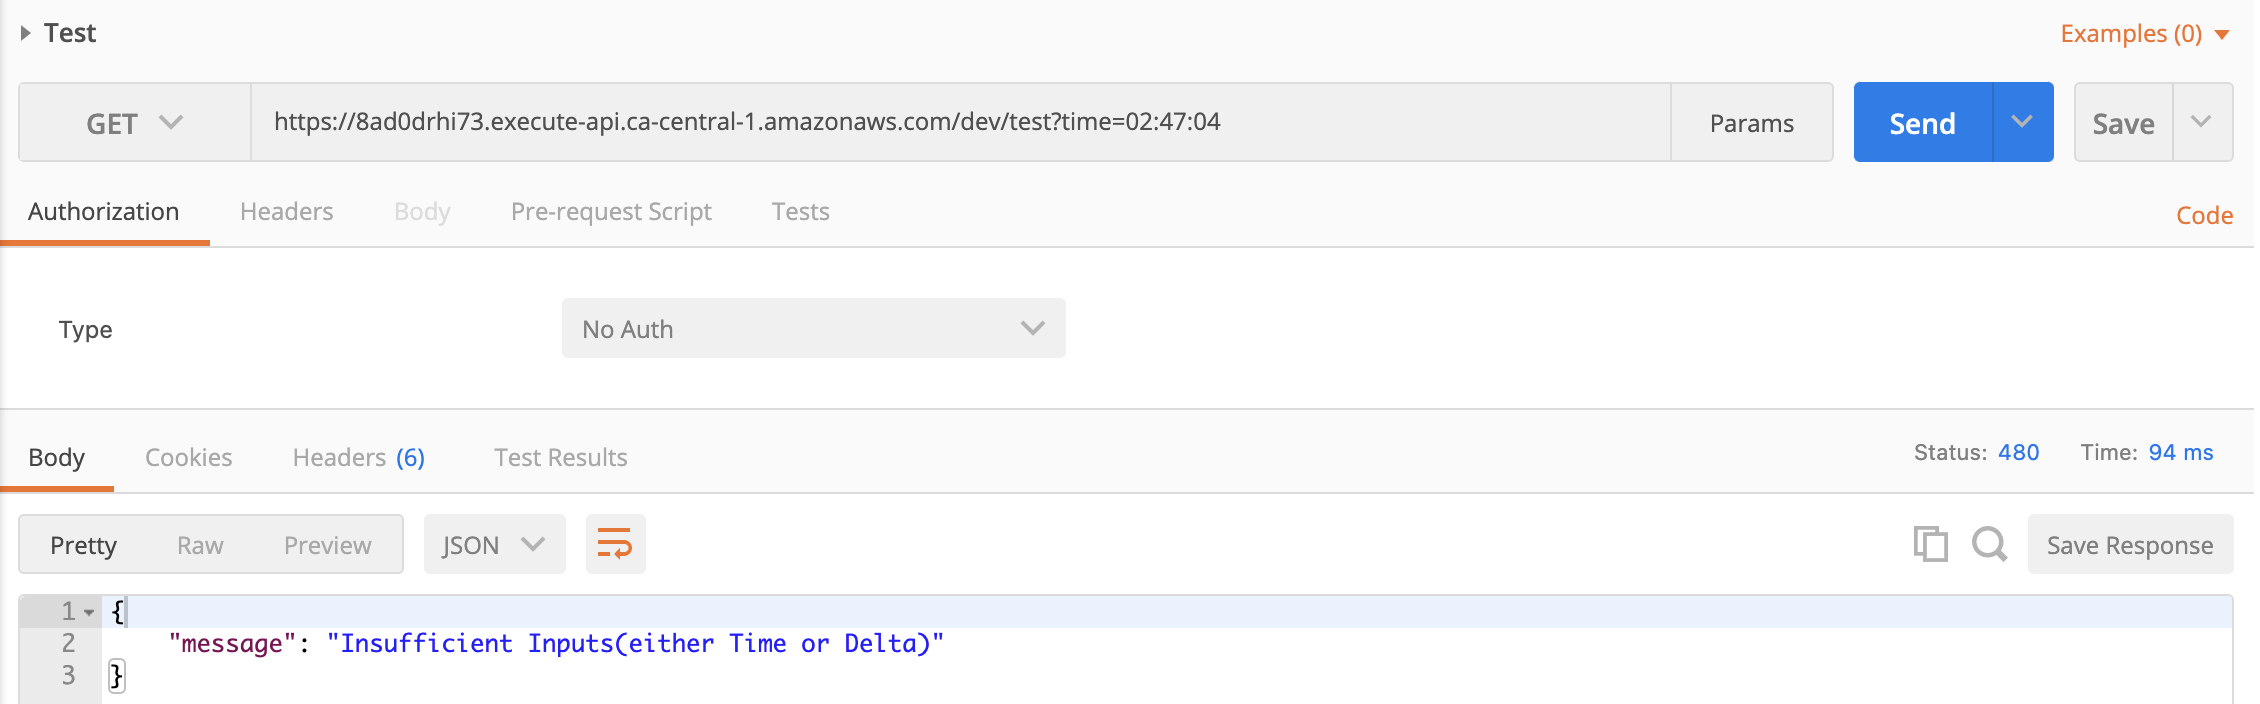 Test
Examples (0)
GET
https://8ad0drhi73.execute-api.ca-central-1.amazonaws.com/dev/test?time=02:47:04
Params
Send
Save
Authorization Headers Body Pre-request Script Tests Code
Type No Auth
Body Cookies Headers (6) Test Results Status: 480 Time: 94 ms
Pretty Raw Preview JSON Save Response
1 {
2 "message": "Insufficient Inputs(either Time or Delta)"
3 }